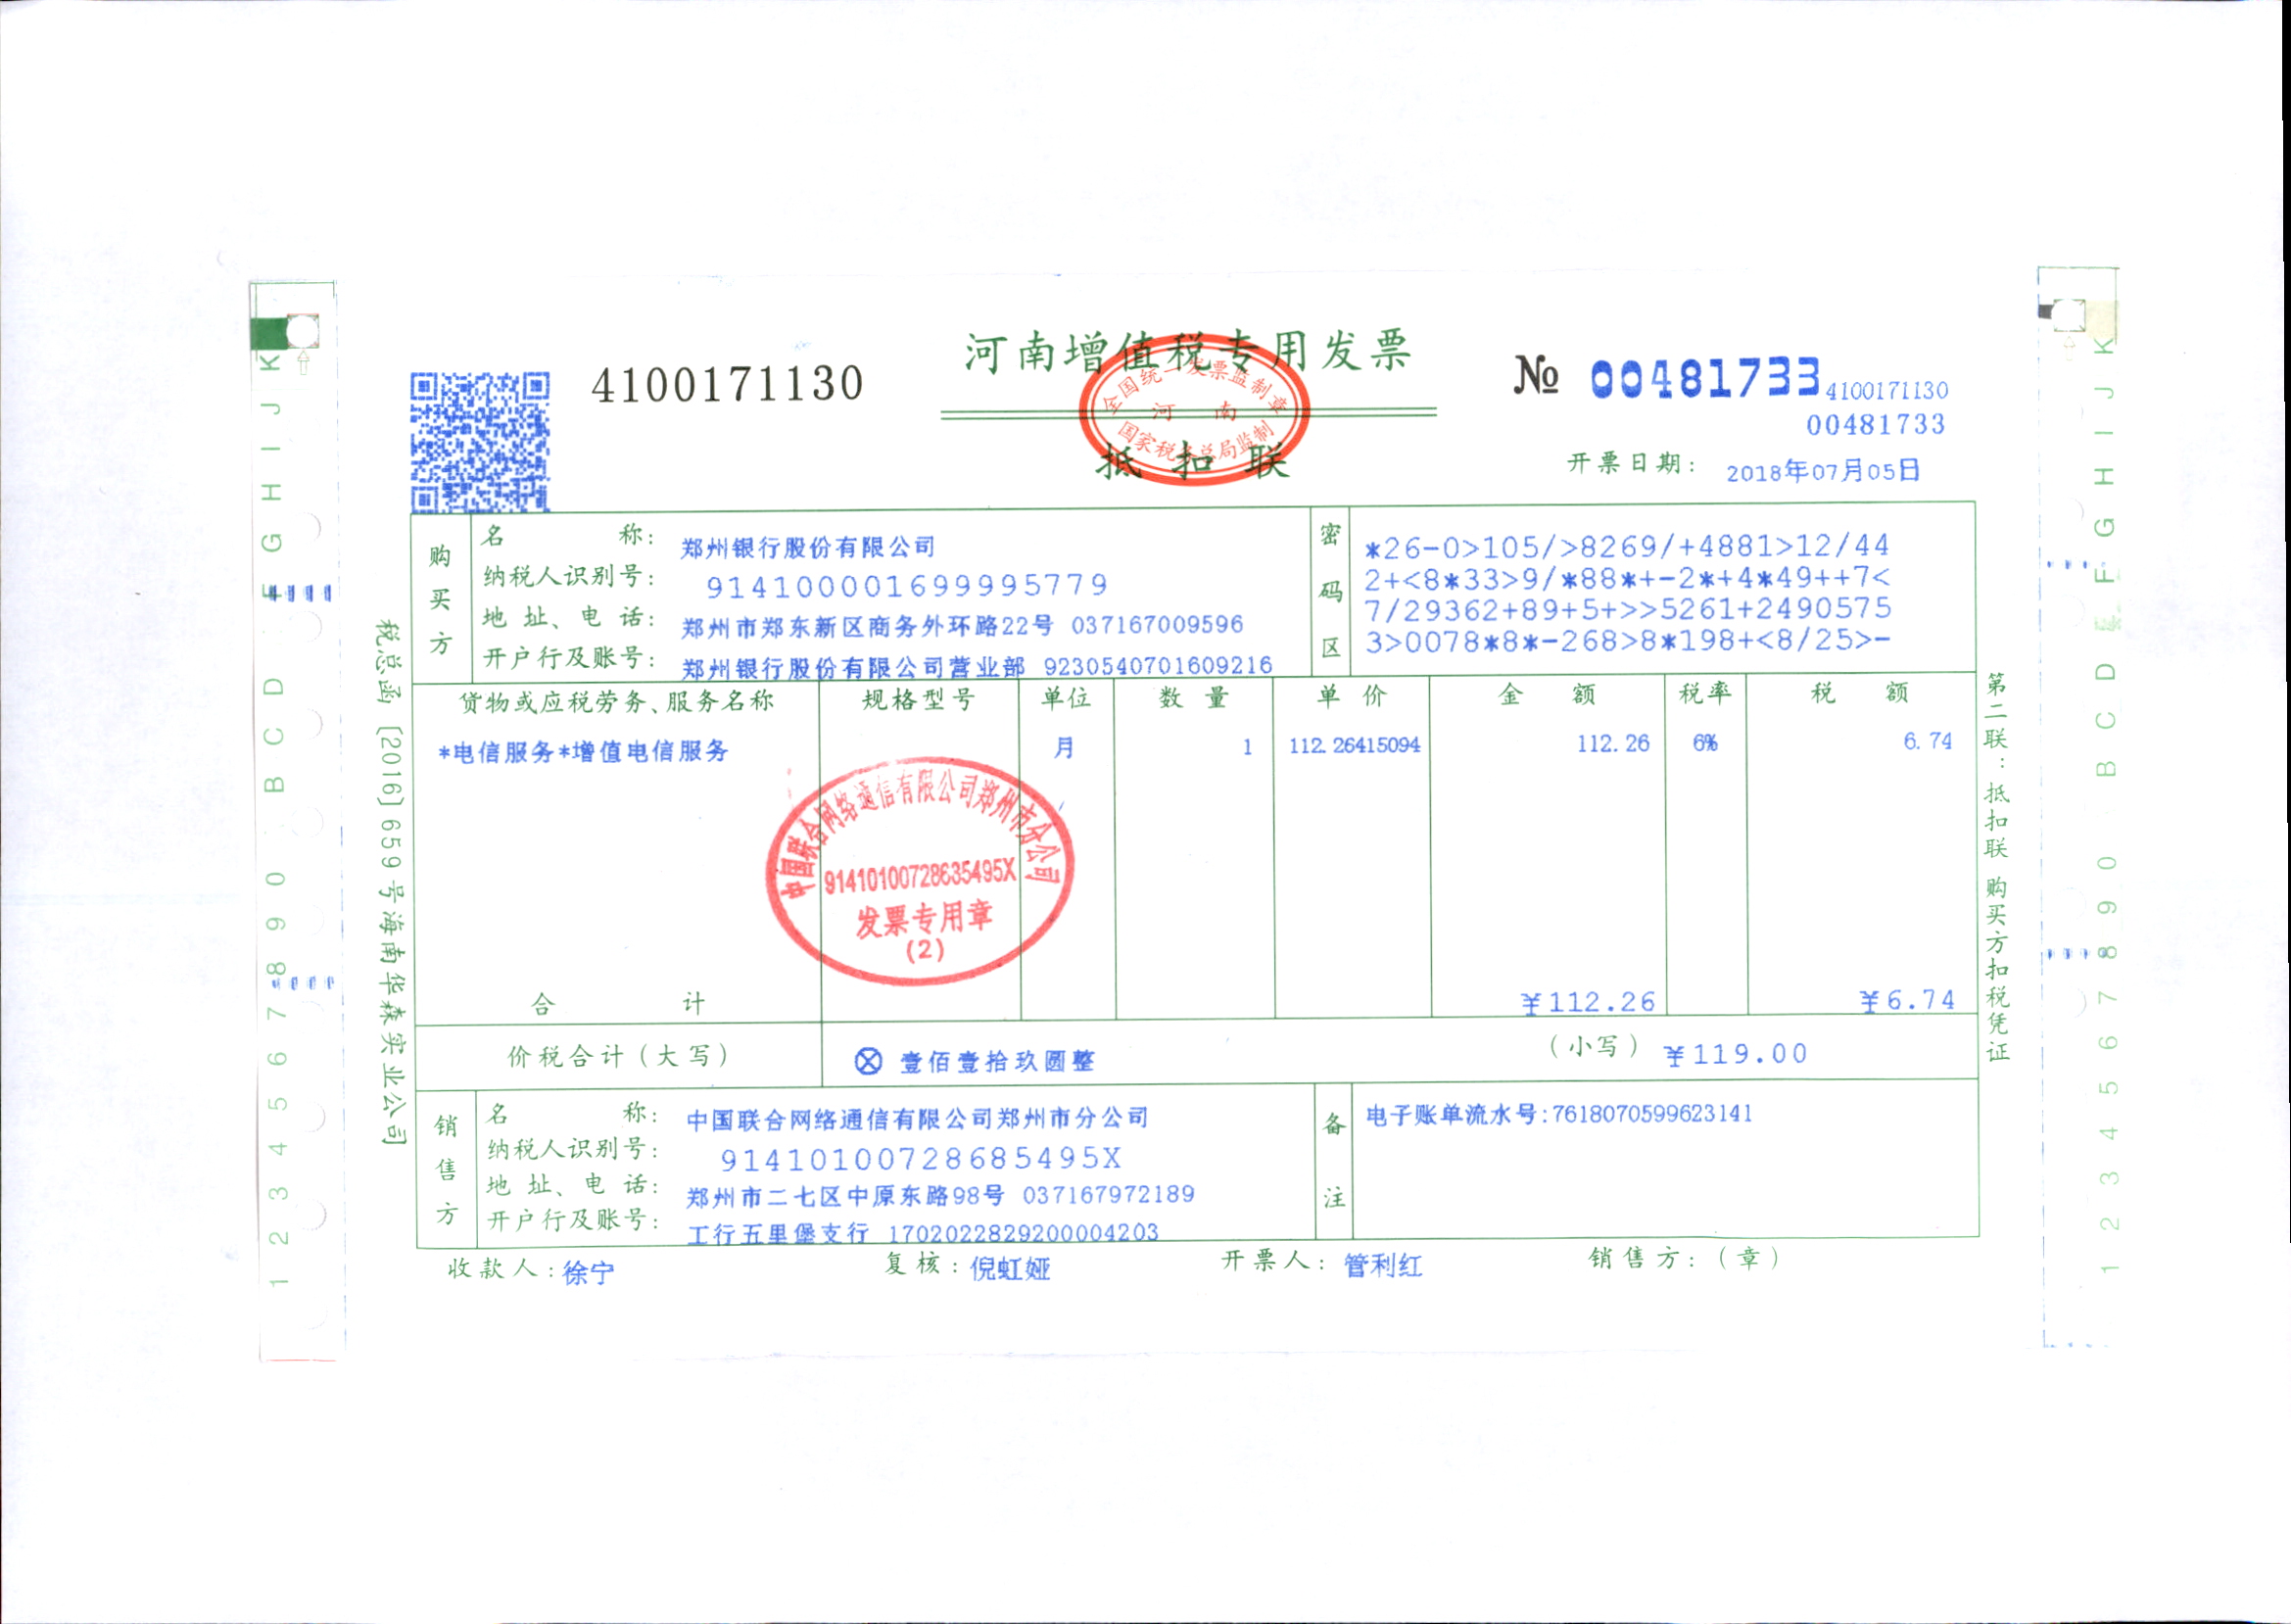 河南增值税专用发票
4100171130
№ 00481733
4100171130
00481733
全国统一发票监制章
河 南
国家税务总局监制
抵扣联
开票日期: 2018年07月05日
购买方
名 称: 郑州银行股份有限公司
纳税人识别号: 914100001699995779
地 址、电 话: 郑州市郑东新区商务外环路22号 037167009596
开户行及账号: 郑州银行股份有限公司营业部 9230540701609216
密码区
*26-0>105/>8269/+4881>12/44
2+<8*33>9/*88*+-2*+4*49++7<
7/29362+89+5+>>5261+2490575
3>0078*8*-268>8*198+<8/25>-
货物或应税劳务、服务名称 规格型号 单位 数 量 单 价 金 额 税率 税 额
*电信服务*增值电信服务 月 1 112.26415094 112.26 6% 6.74
中国联合网络通信有限公司郑州市分公司
91410100728635495X
发票专用章
(2)
合 计 ¥112.26 ¥6.74
价税合计(大写) ⊗ 壹佰壹拾玖圆整 (小写) ¥119.00
销售方
名 称: 中国联合网络通信有限公司郑州市分公司
纳税人识别号: 91410100728685495X
地 址、电 话: 郑州市二七区中原东路98号 037167972189
开户行及账号: 工行五里堡支行 1702022829200004203
备注
电子账单流水号:7618070599623141
收款人: 徐宁 复核: 倪虹娅 开票人: 管利红 销售方:(章)
税总函[2016]659号海南华森实业公司
第二联:抵扣联 购买方扣税凭证
1 2 3 4 5 6 7 8 9 0 B C D E F G H I J K
1 2 3 4 5 6 7 8 9 0 B C D E F G H I J K